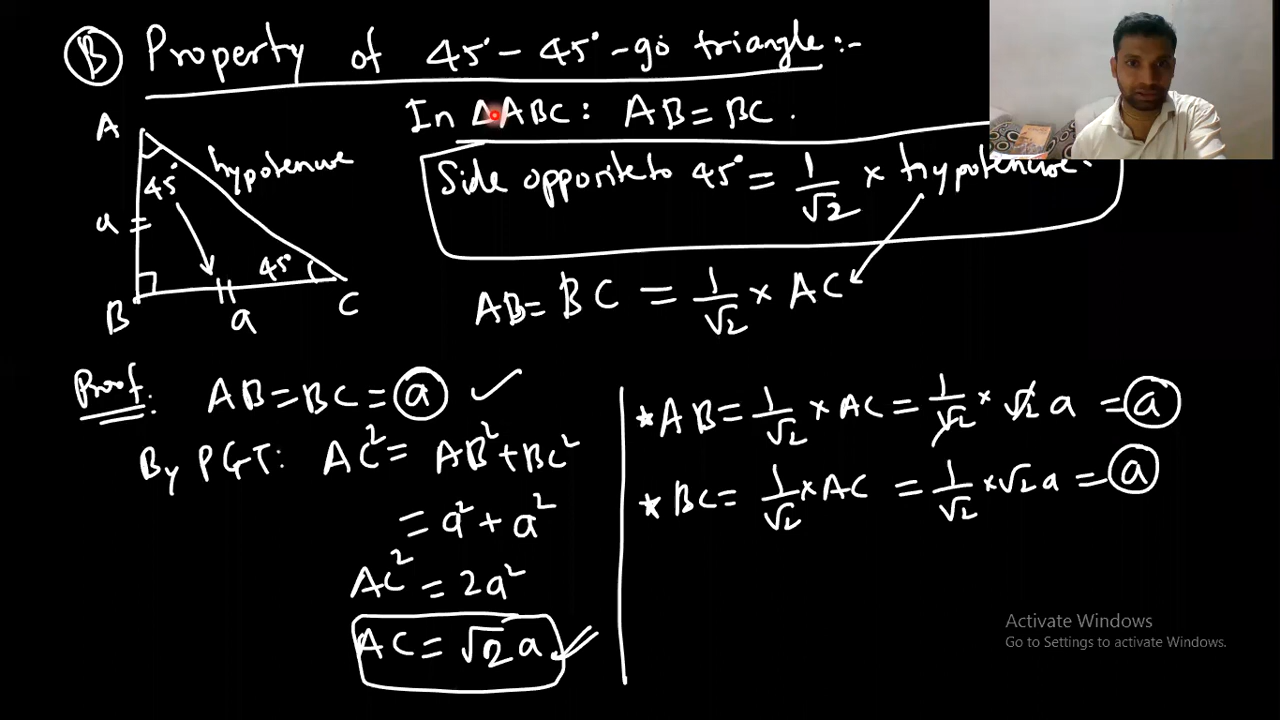 B Property of 45° - 45° - 90° triangle :-
In △ABC : AB = BC .
Side opposite to 45° = 1/√2 × hypotenuse.
AB = BC = 1/√2 × AC
A
45°
hypotenuse
a
45°
B
a
C
Proof: AB = BC = a ✓
By PGT: AC² = AB² + BC²
= a² + a²
AC² = 2a²
AC = √2 a
* AB = 1/√2 × AC = 1/√2 × √2 a = a
* BC = 1/√2 × AC = 1/√2 × √2 a = a
Activate Windows
Go to Settings to activate Windows.